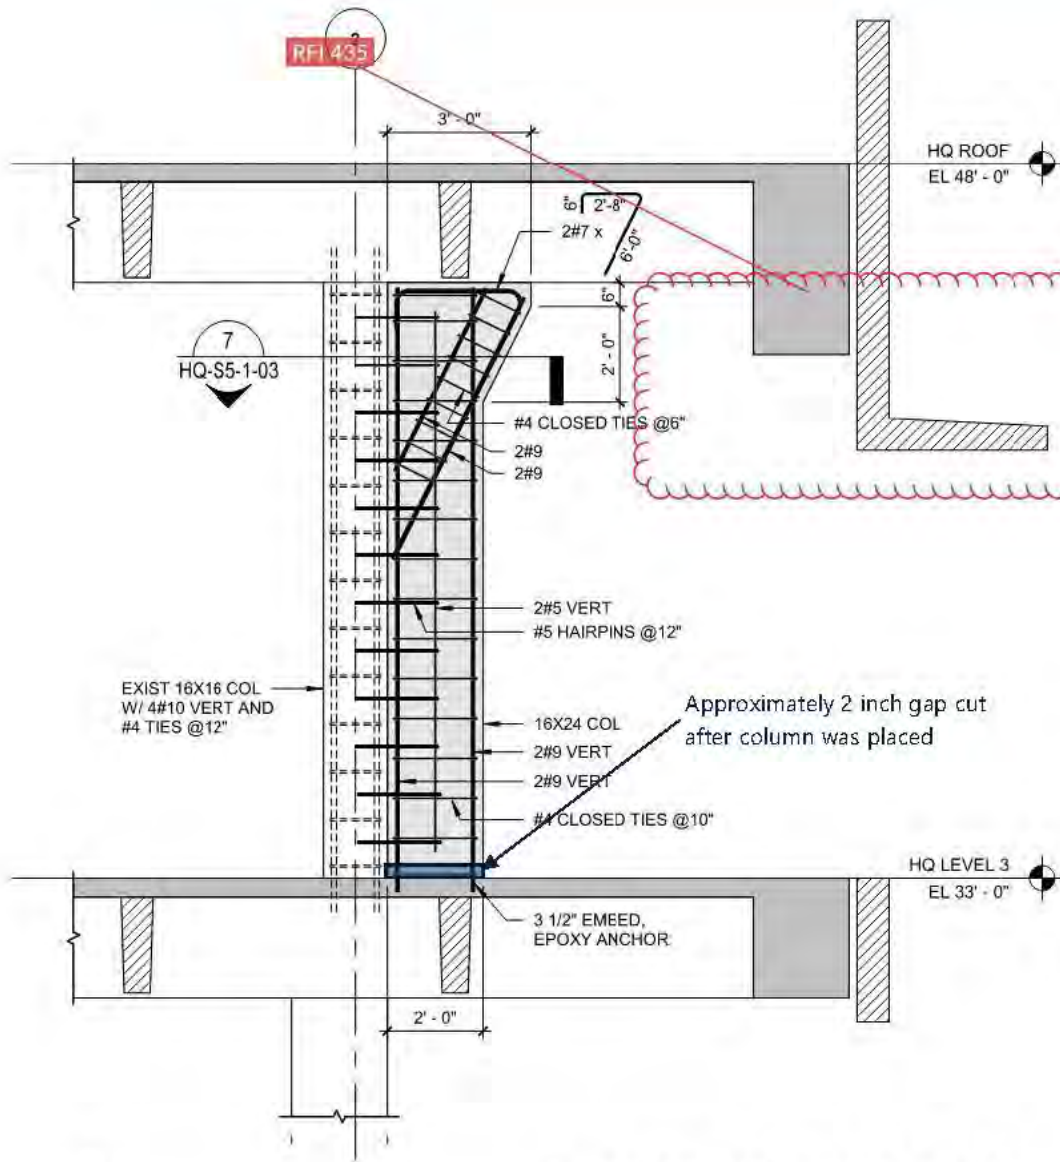 2
RFI 435
3' - 0"
HQ ROOF
EL 48' - 0"
6"
2'-8"
2#7 x
6'-0"
6"
7
HQ-S5-1-03
2' - 0"
#4 CLOSED TIES @6"
2#9
2#9
2#5 VERT
#5 HAIRPINS @12"
EXIST 16X16 COL
W/ 4#10 VERT AND
#4 TIES @12"
Approximately 2 inch gap cut
after column was placed
16X24 COL
2#9 VERT
2#9 VERT
#4 CLOSED TIES @10"
HQ LEVEL 3
EL 33' - 0"
3 1/2" EMBED,
EPOXY ANCHOR
2' - 0"